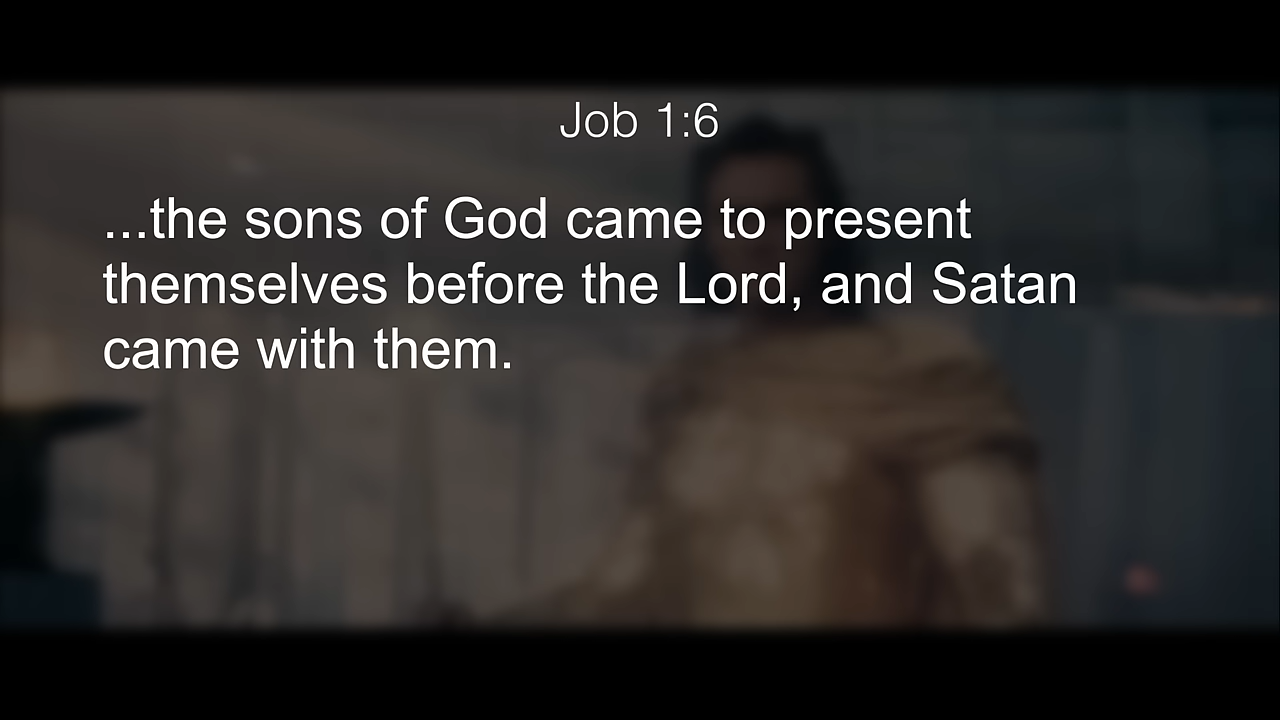 Job 1:6
...the sons of God came to present
themselves before the Lord, and Satan
came with them.